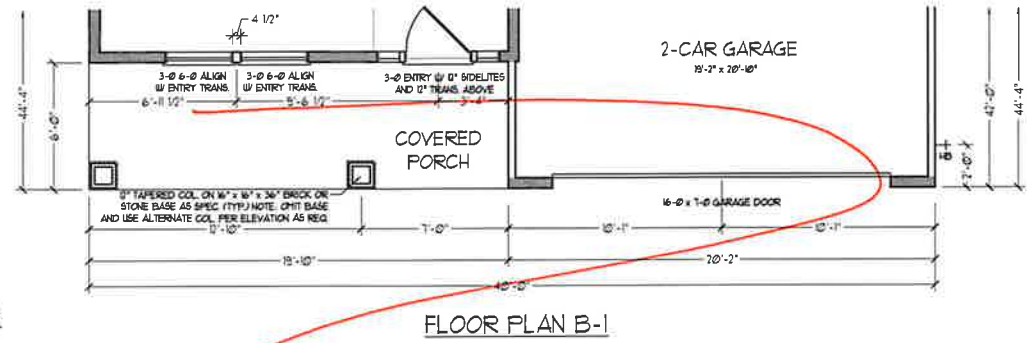 4 1/2"
2-CAR GARAGE
19'-2" x 20'-10"
3-0 6-0 ALIGN
W/ ENTRY TRANS.
3-0 6-0 ALIGN
W/ ENTRY TRANS.
3-0 ENTRY W/ 12" SIDELITES
AND 12" TRANS. ABOVE
6'-11 1/2"
9'-6 1/2"
3'-4"
44'-4"
6'-0"
42'-0"
44'-4"
2'-0"
COVERED
PORCH
12" TAPERED COL. ON 16" x 16" x 36" BRICK OR
STONE BASE AS SPEC. (TYP.) NOTE: OMIT BASE
AND USE ALTERNATE COL. PER ELEVATION AS REQ.
16-0 x 7-0 GARAGE DOOR
12'-10"
7'-0"
10'-1"
10'-1"
19'-10"
20'-2"
40'-0"
FLOOR PLAN B-1